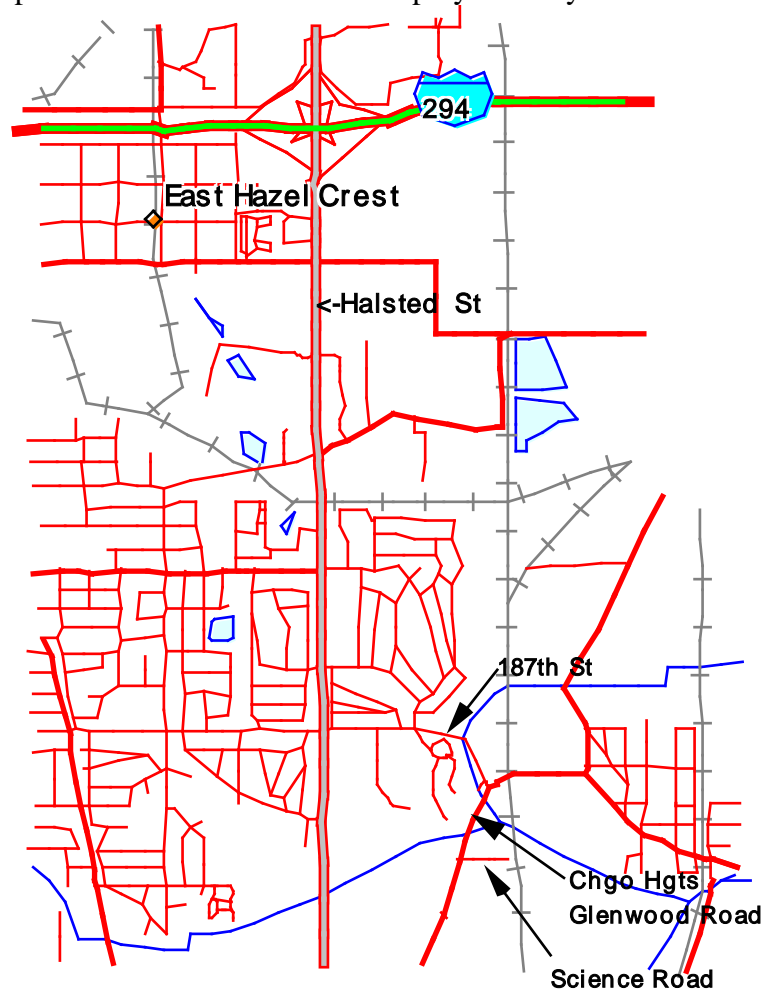 294
East Hazel Crest
<-Halsted St
187th St
Chgo Hgts
Glenwood Road
Science Road